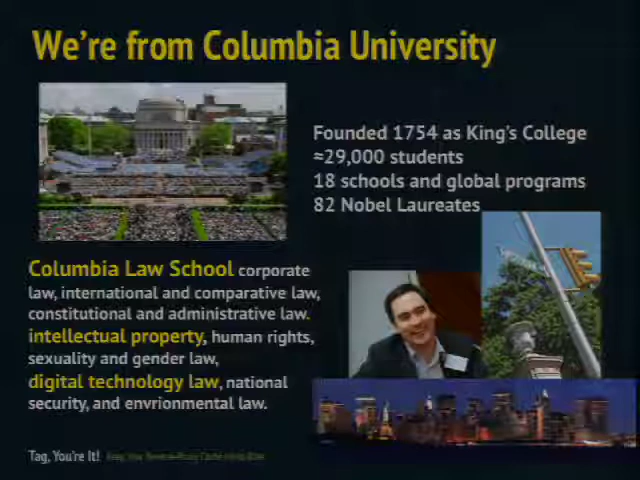 We're from Columbia University
Founded 1754 as King's College
≈29,000 students
18 schools and global programs
82 Nobel Laureates
Columbia Law School corporate
law, international and comparative law,
constitutional and administrative law.
intellectual property, human rights,
sexuality and gender law,
digital technology law, national
security, and envrionmental law.
Tag, You're It!